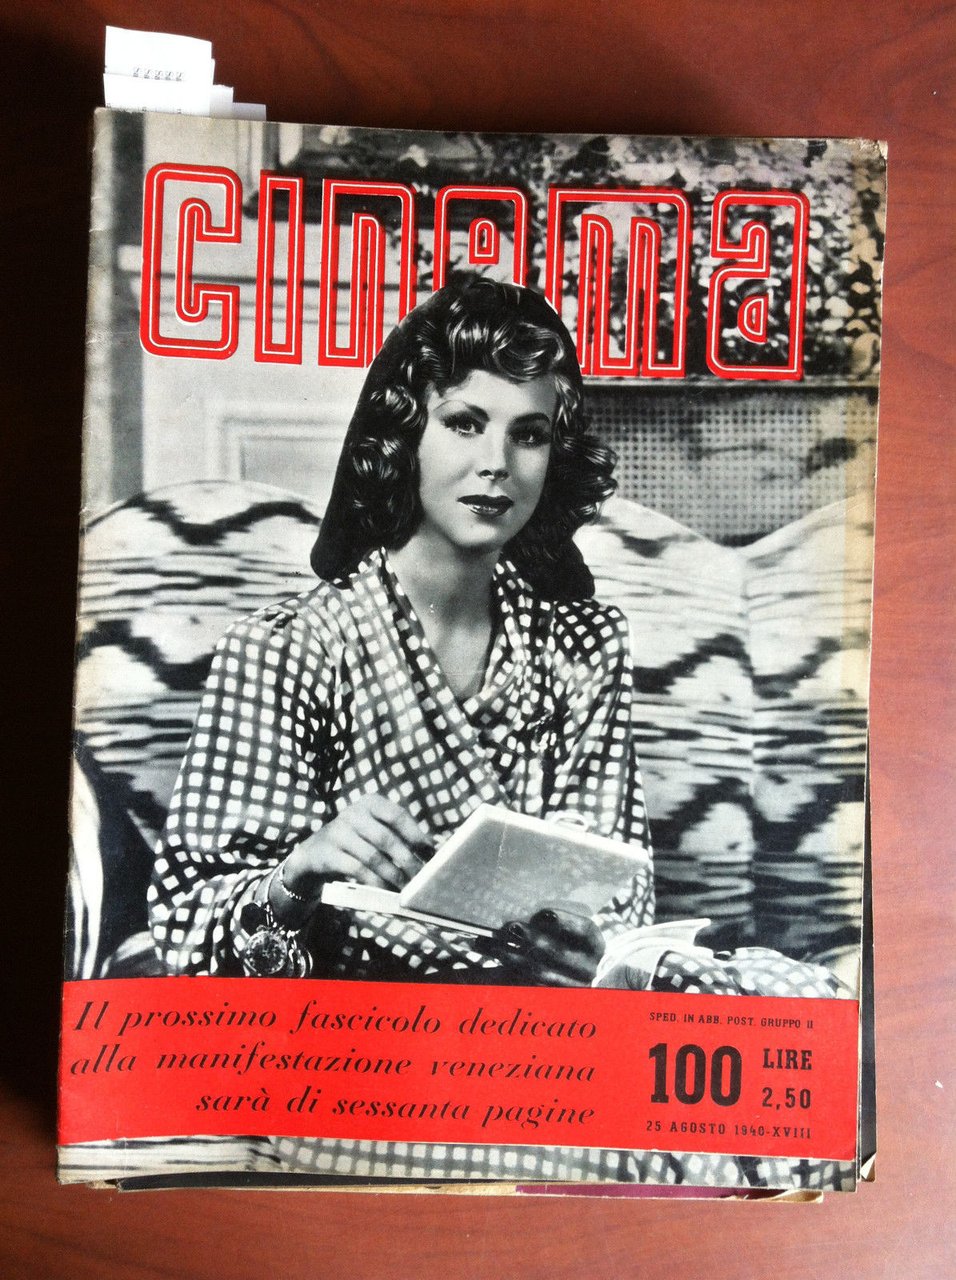 cinema
Il prossimo fascicolo dedicato
alla manifestazione veneziana
sarà di sessanta pagine
SPED. IN ABB. POST. GRUPPO II
100 LIRE 2,50
25 AGOSTO 1940-XVIII